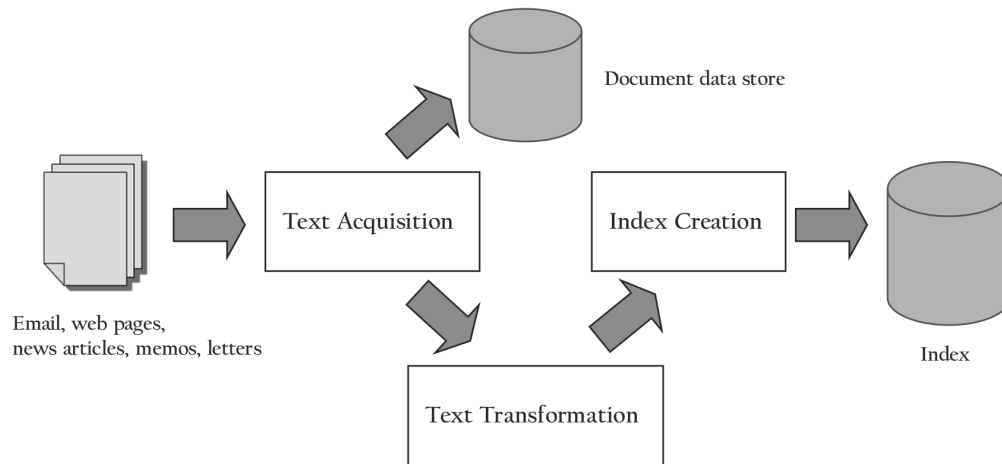 Document data store
Text Acquisition
Index Creation
Email, web pages,
news articles, memos, letters
Index
Text Transformation